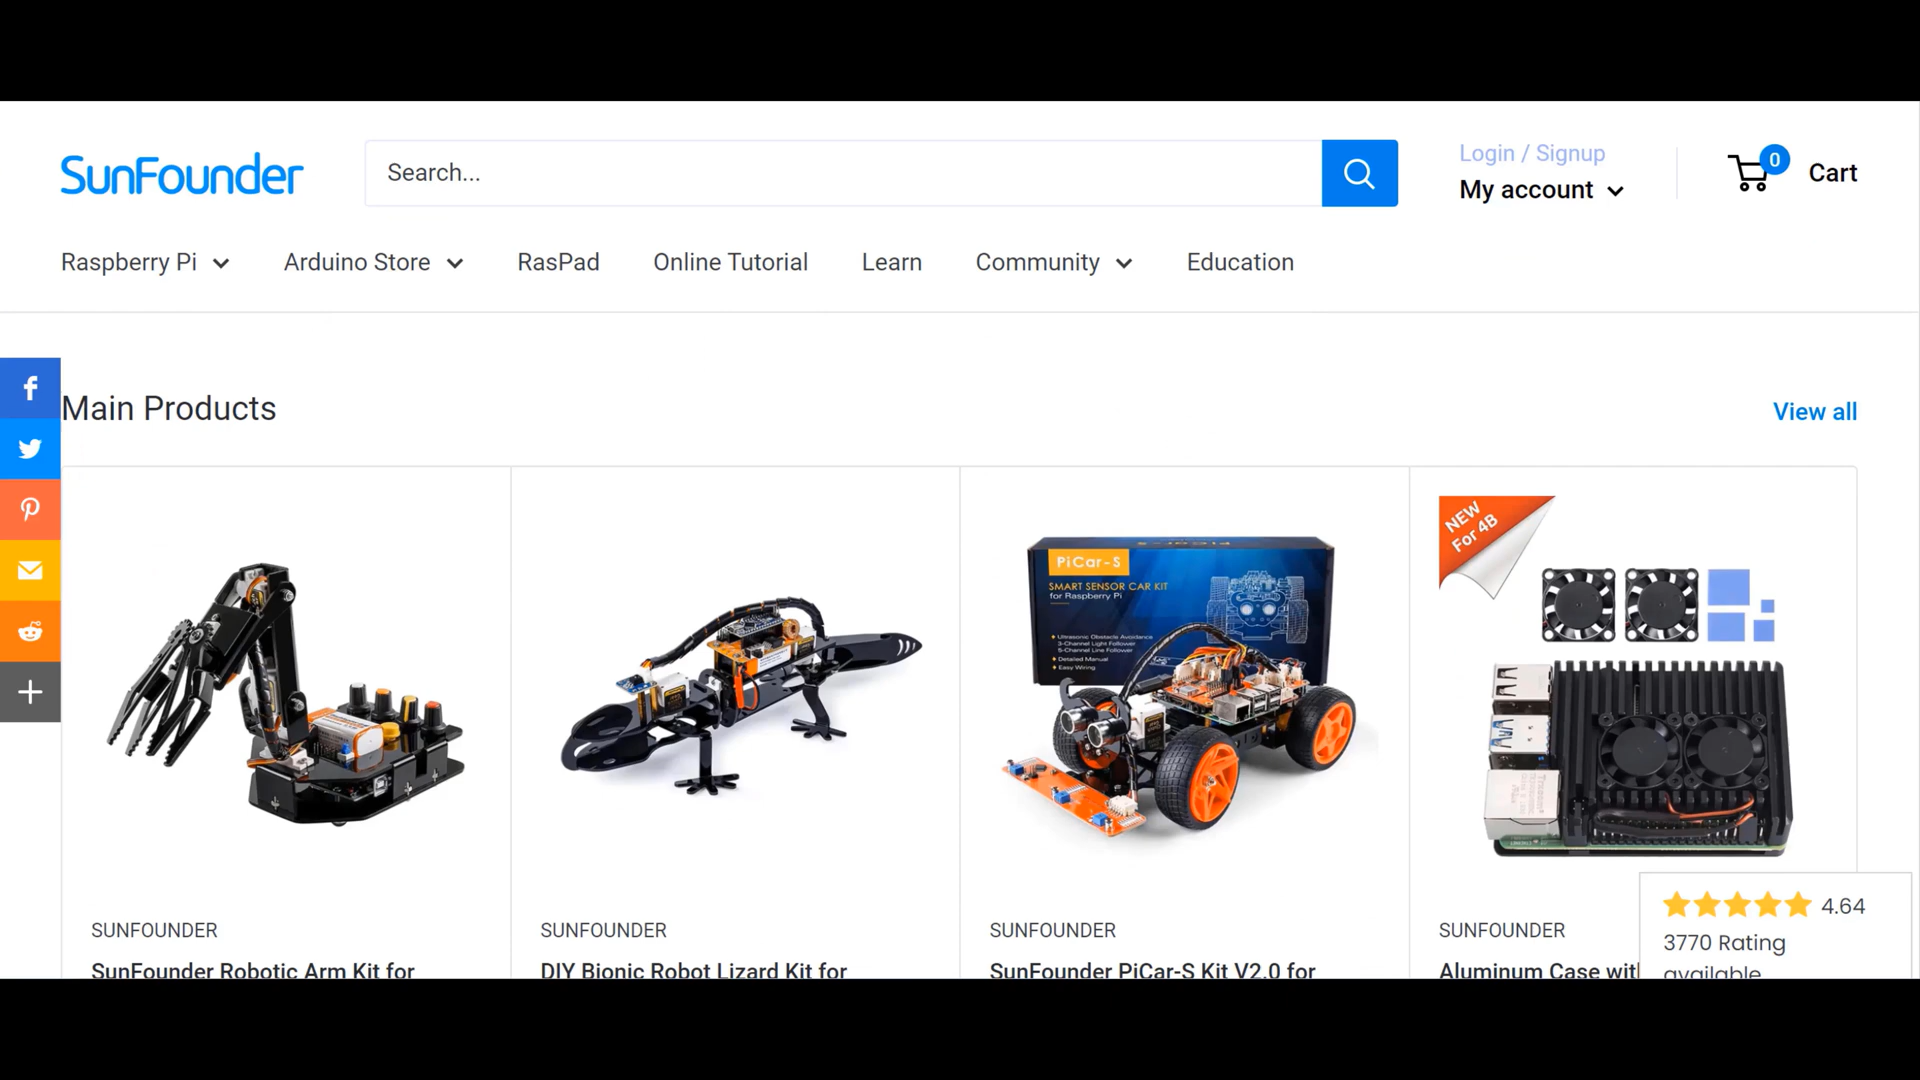 SunFounder
Search...
Login / Signup
My account
0
Cart
Raspberry Pi
Arduino Store
RasPad
Online Tutorial
Learn
Community
Education
Main Products
View all
PiCar-S
SMART SENSOR CAR KIT
for Raspberry Pi
Ultrasonic Obstacle Avoidance
3-Channel Light Follower
5-Channel Line Follower
Detailed Manual
Easy Wiring
NEW
For 4B
SUNFOUNDER
SunFounder Robotic Arm Kit for
SUNFOUNDER
DIY Bionic Robot Lizard Kit for
SUNFOUNDER
SunFounder PiCar-S Kit V2.0 for
SUNFOUNDER
Aluminum Case with
4.64
3770 Rating
available